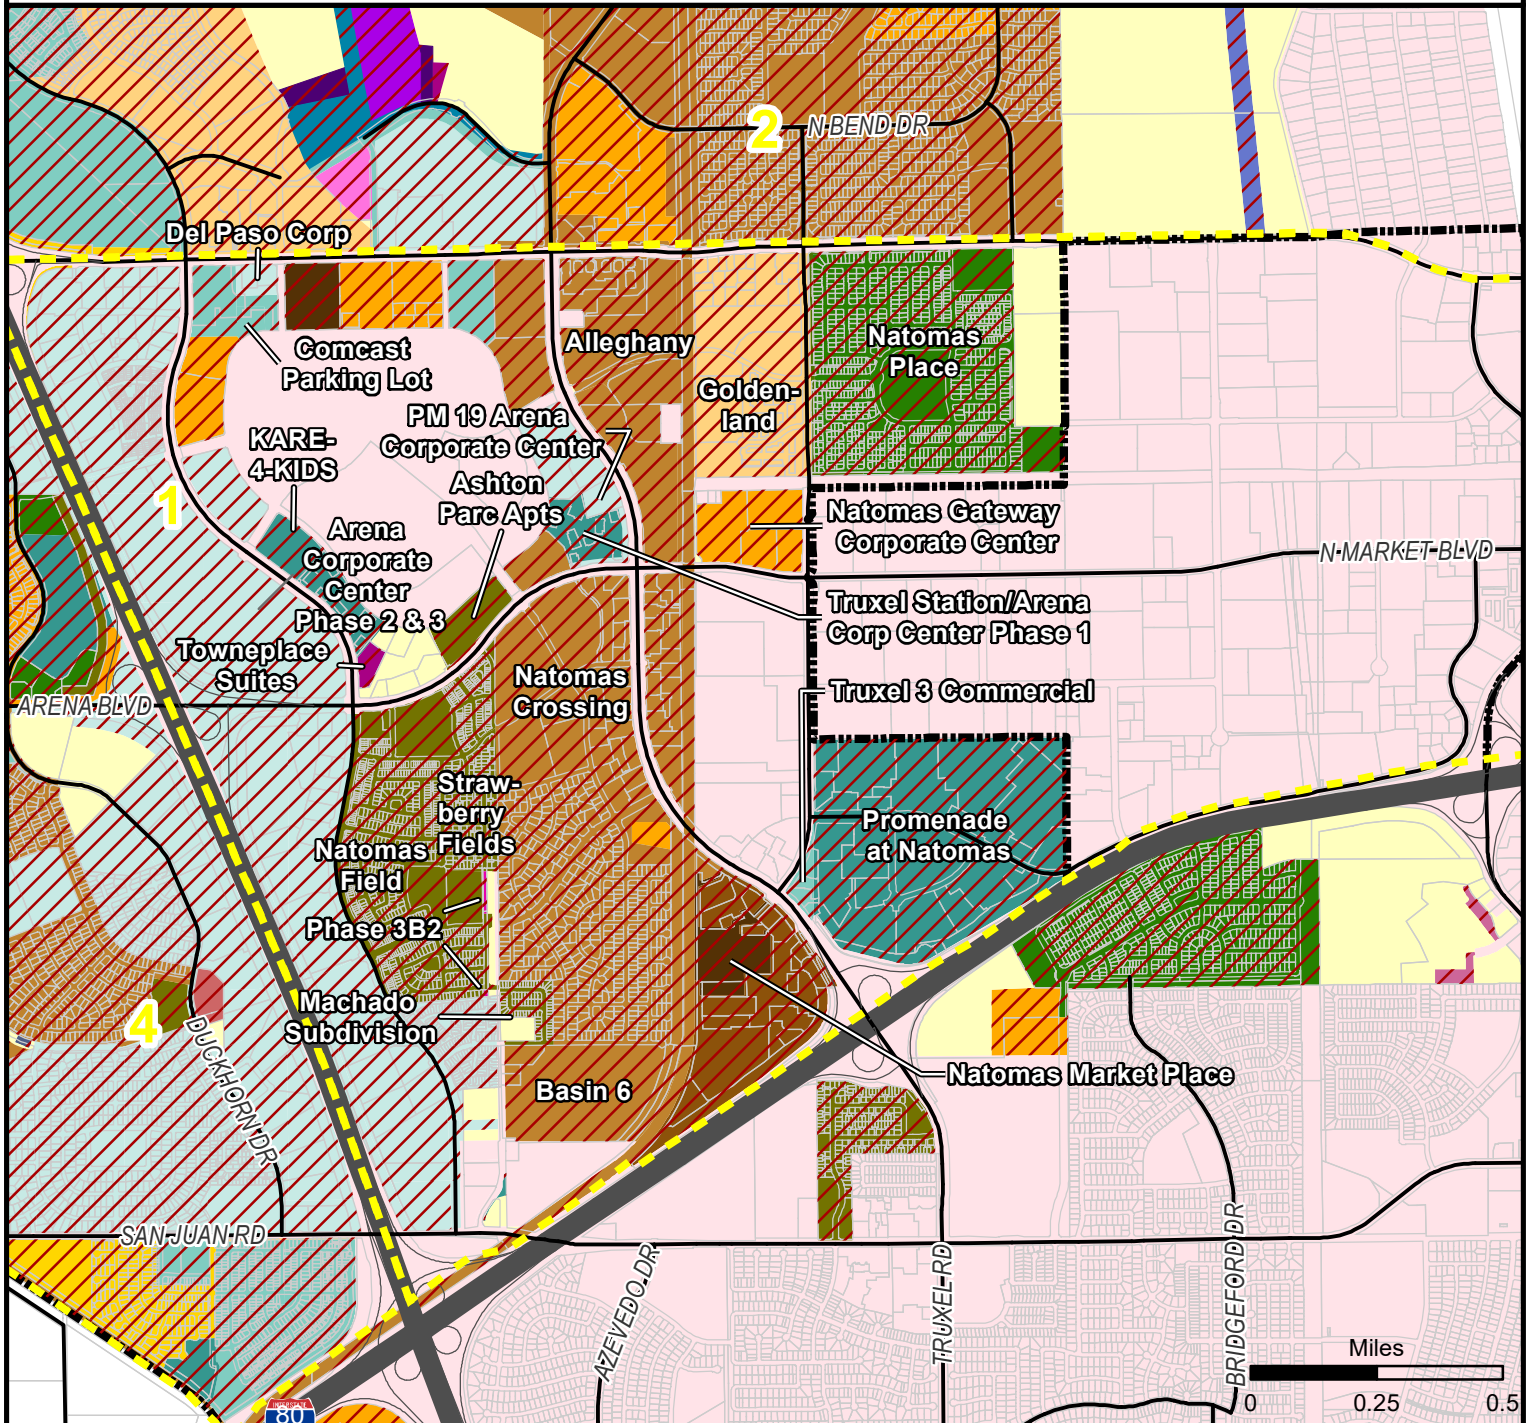 2
N BEND DR
Del Paso Corp
Comcast
Parking Lot
Alleghany
Natomas
Place
Golden-
land
PM 19 Arena
Corporate Center
KARE-
4-KIDS
Ashton
Parc Apts
1
Arena
Corporate
Center
Phase 2 & 3
Natomas Gateway
Corporate Center
N MARKET BLVD
Truxel Station/Arena
Corp Center Phase 1
Towneplace
Suites
Natomas
Crossing
Truxel 3 Commercial
ARENA BLVD
Straw-
berry
Fields
Natomas
Field
Promenade
at Natomas
Phase 3B2
Machado
Subdivision
4
DUCKHORN DR
Basin 6
Natomas Market Place
SAN JUAN RD
AZEVEDO DR
TRUXEL RD
BRIDGEFORD DR
Miles
0 0.25 0.5
INTERSTATE
80